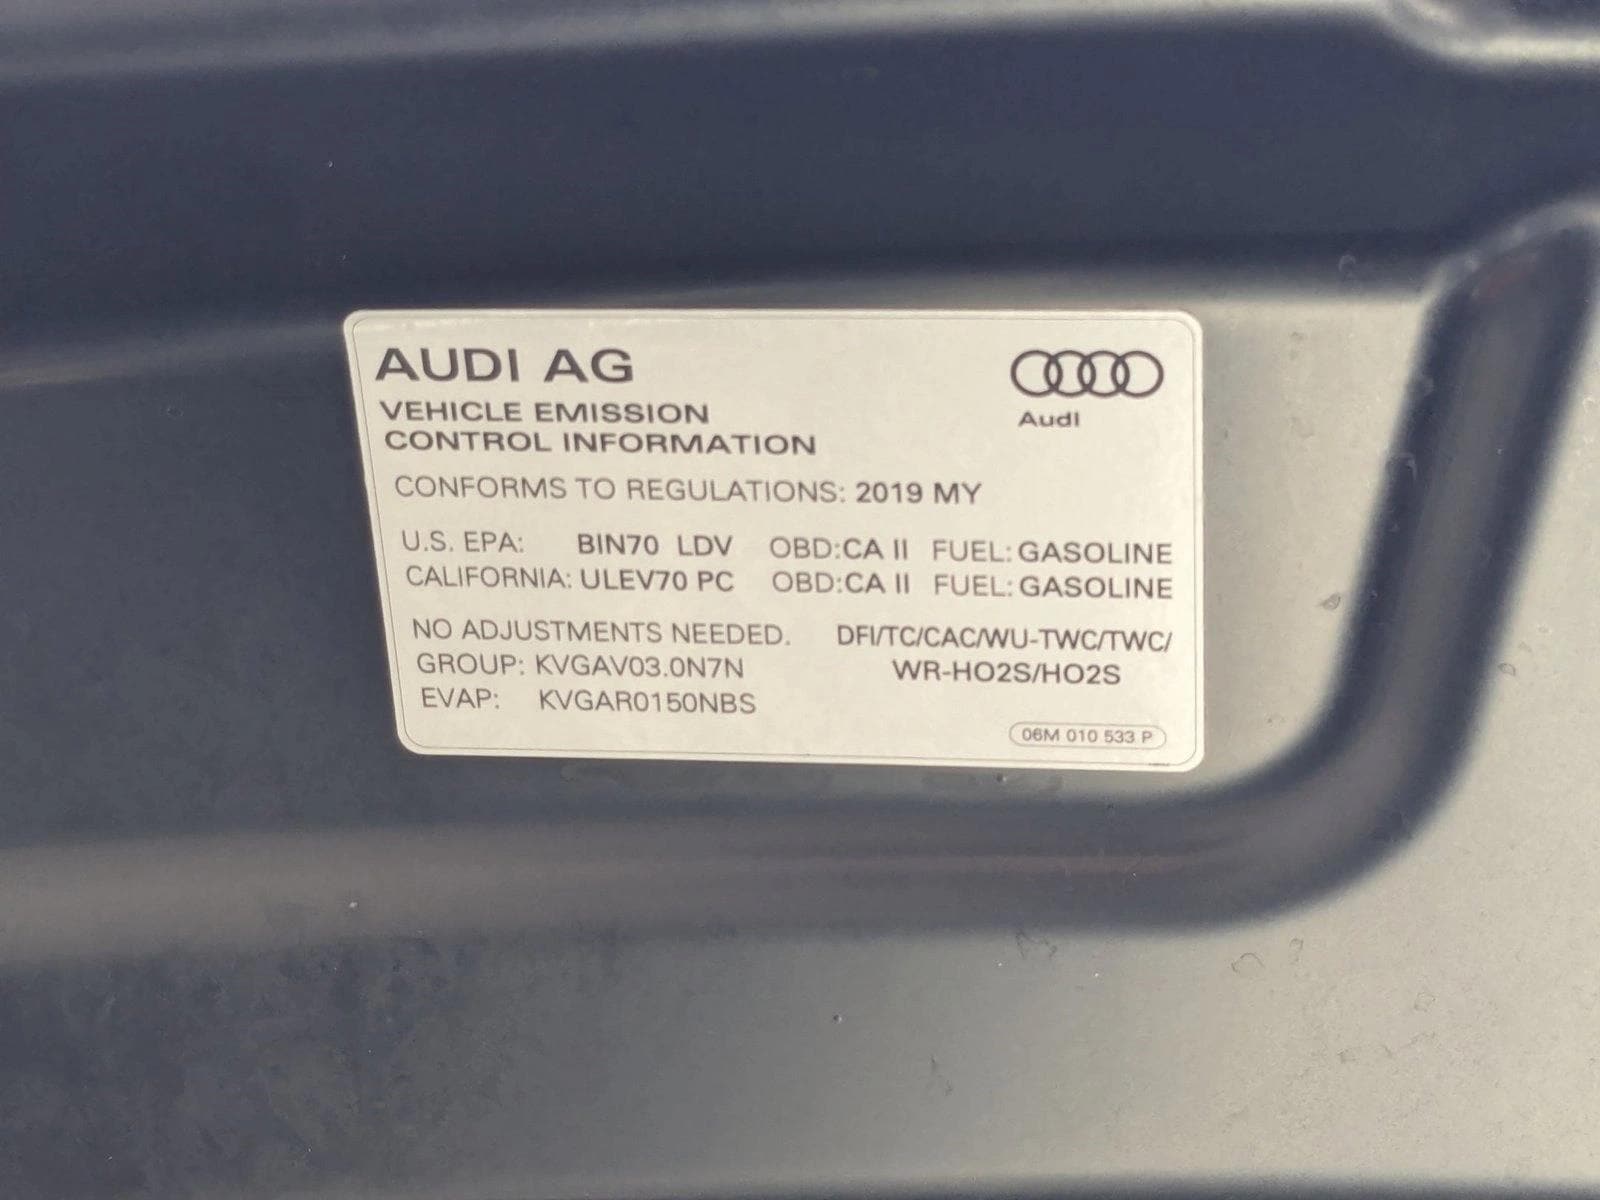 AUDI AG
Audi
VEHICLE EMISSION
CONTROL INFORMATION
CONFORMS TO REGULATIONS: 2019 MY
U.S. EPA: BIN70 LDV OBD:CA II FUEL: GASOLINE
CALIFORNIA: ULEV70 PC OBD:CA II FUEL: GASOLINE
NO ADJUSTMENTS NEEDED. DFI/TC/CAC/WU-TWC/TWC/
GROUP: KVGAV03.0N7N WR-HO2S/HO2S
EVAP: KVGAR0150NBS
06M 010 533 P